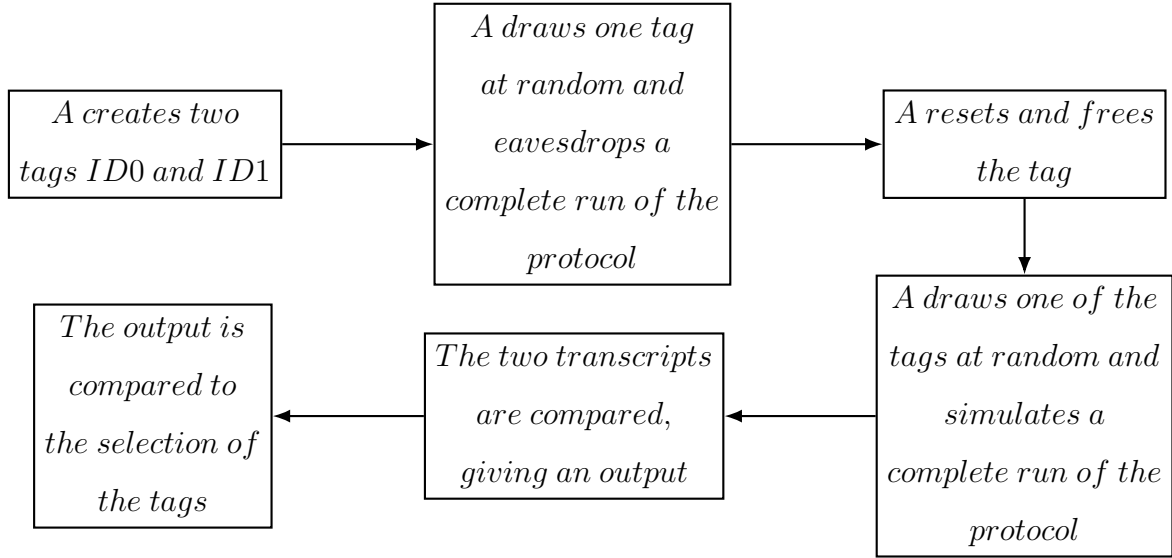 A creates two
tags ID0 and ID1
A draws one tag
at random and
eavesdrops a
complete run of the
protocol
A resets and frees
the tag
A draws one of the
tags at random and
simulates a
complete run of the
protocol
The two transcripts
are compared,
giving an output
The output is
compared to
the selection of
the tags